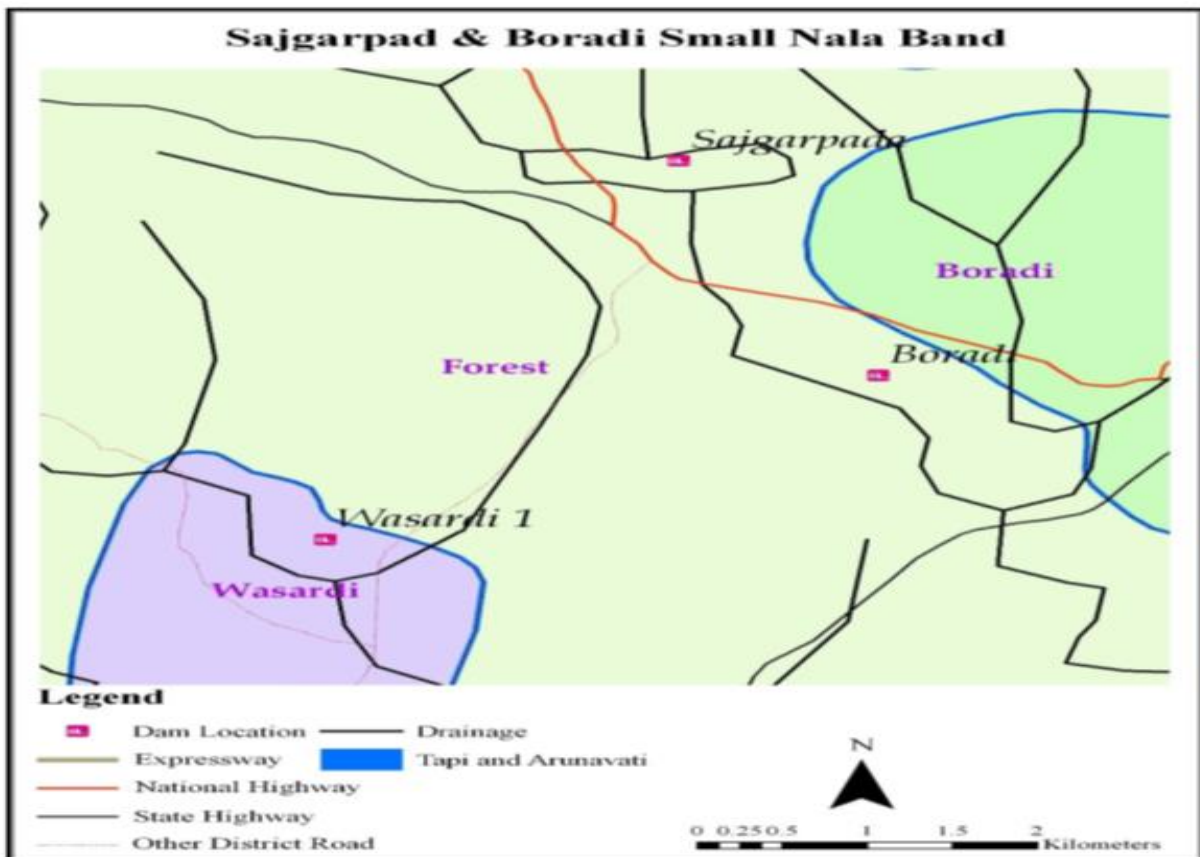 Sajgarpad & Boradi Small Nala Band
Sajgarpada
Boradi
Boradi
Forest
Wasardi 1
Wasardi
Legend
Dam Location
Drainage
Expressway
Tapi and Arunavati
National Highway
State Highway
Other District Road
N
0 0.25 0.5 1 1.5 2
Kilometers